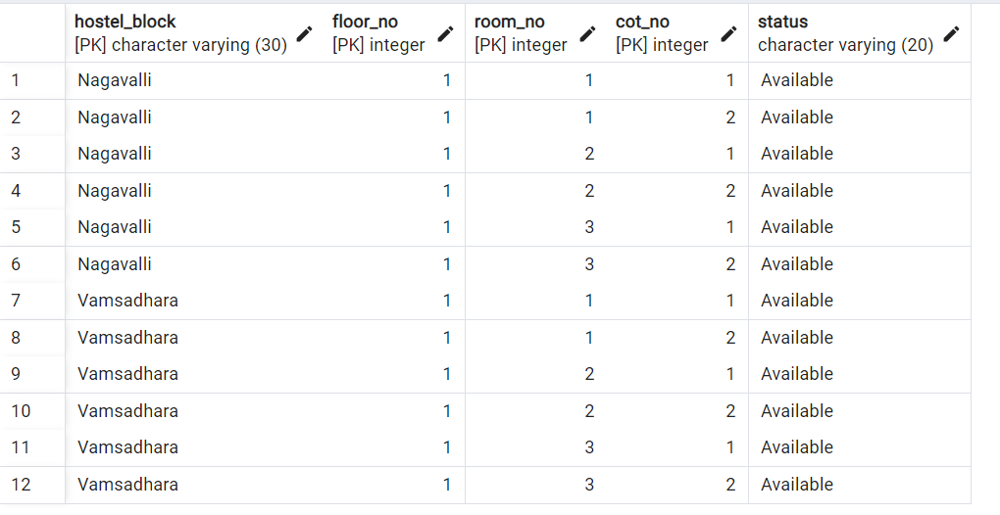 hostel_block floor_no room_no cot_no status
[PK] character varying (30) [PK] integer [PK] integer [PK] integer character varying (20)
1 Nagavalli 1 1 1 Available
2 Nagavalli 1 1 2 Available
3 Nagavalli 1 2 1 Available
4 Nagavalli 1 2 2 Available
5 Nagavalli 1 3 1 Available
6 Nagavalli 1 3 2 Available
7 Vamsadhara 1 1 1 Available
8 Vamsadhara 1 1 2 Available
9 Vamsadhara 1 2 1 Available
10 Vamsadhara 1 2 2 Available
11 Vamsadhara 1 3 1 Available
12 Vamsadhara 1 3 2 Available